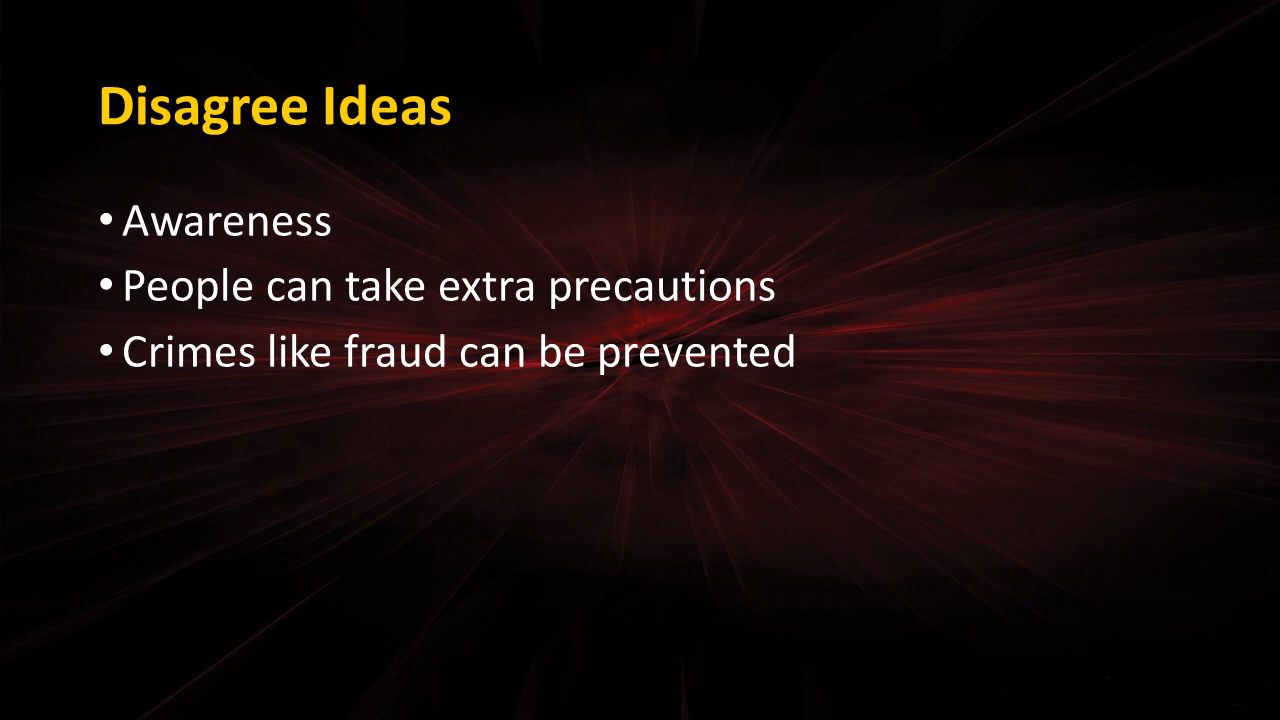 Disagree Ideas
• Awareness
• People can take extra precautions
• Crimes like fraud can be prevented